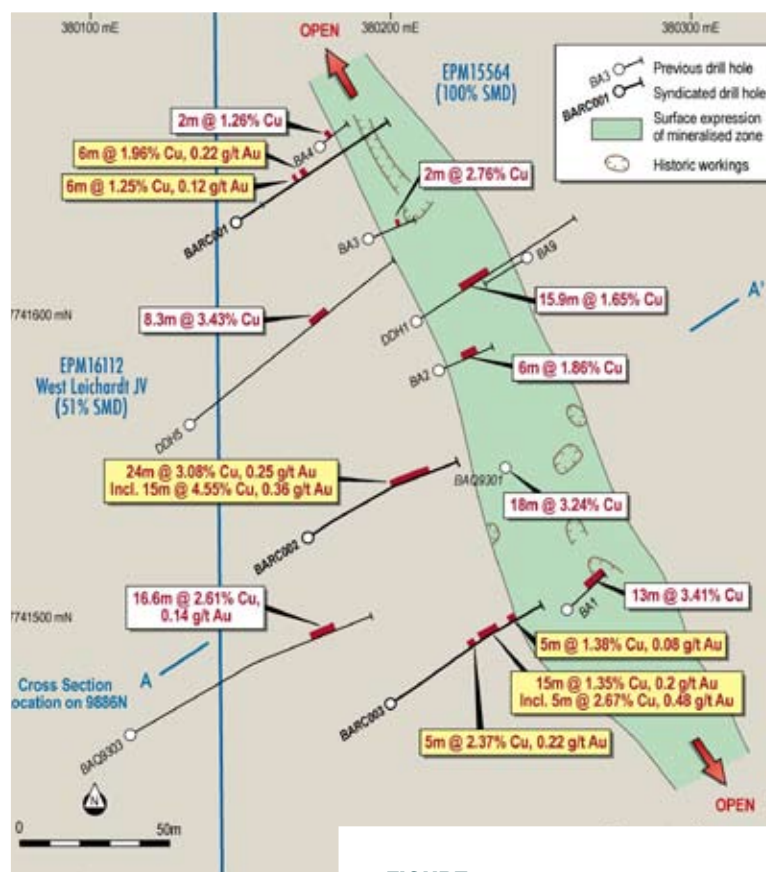 380100 mE
380200 mE
380300 mE
OPEN
EPM15564
(100% SMD)
BA3
Previous drill hole
BARC001
Syndicated drill hole
Surface expression
of mineralised zone
Historic workings
2m @ 1.26% Cu
6m @ 1.96% Cu, 0.22 g/t Au
6m @ 1.25% Cu, 0.12 g/t Au
BA4
2m @ 2.76% Cu
BARC001
BA3
BA9
A'
15.9m @ 1.65% Cu
7741600 mN
8.3m @ 3.43% Cu
DDH1
EPM16112
West Leichardt JV
(51% SMD)
BA2
6m @ 1.86% Cu
DDH5
24m @ 3.08% Cu, 0.25 g/t Au
Incl. 15m @ 4.55% Cu, 0.36 g/t Au
BAQ9301
18m @ 3.24% Cu
BARC002
16.6m @ 2.61% Cu,
0.14 g/t Au
13m @ 3.41% Cu
BA1
7741500 mN
5m @ 1.38% Cu, 0.08 g/t Au
A
Cross Section
ocation on 9886N
15m @ 1.35% Cu, 0.2 g/t Au
Incl. 5m @ 2.67% Cu, 0.48 g/t Au
BARC003
5m @ 2.37% Cu, 0.22 g/t Au
BAQ9303
N
0
50m
OPEN